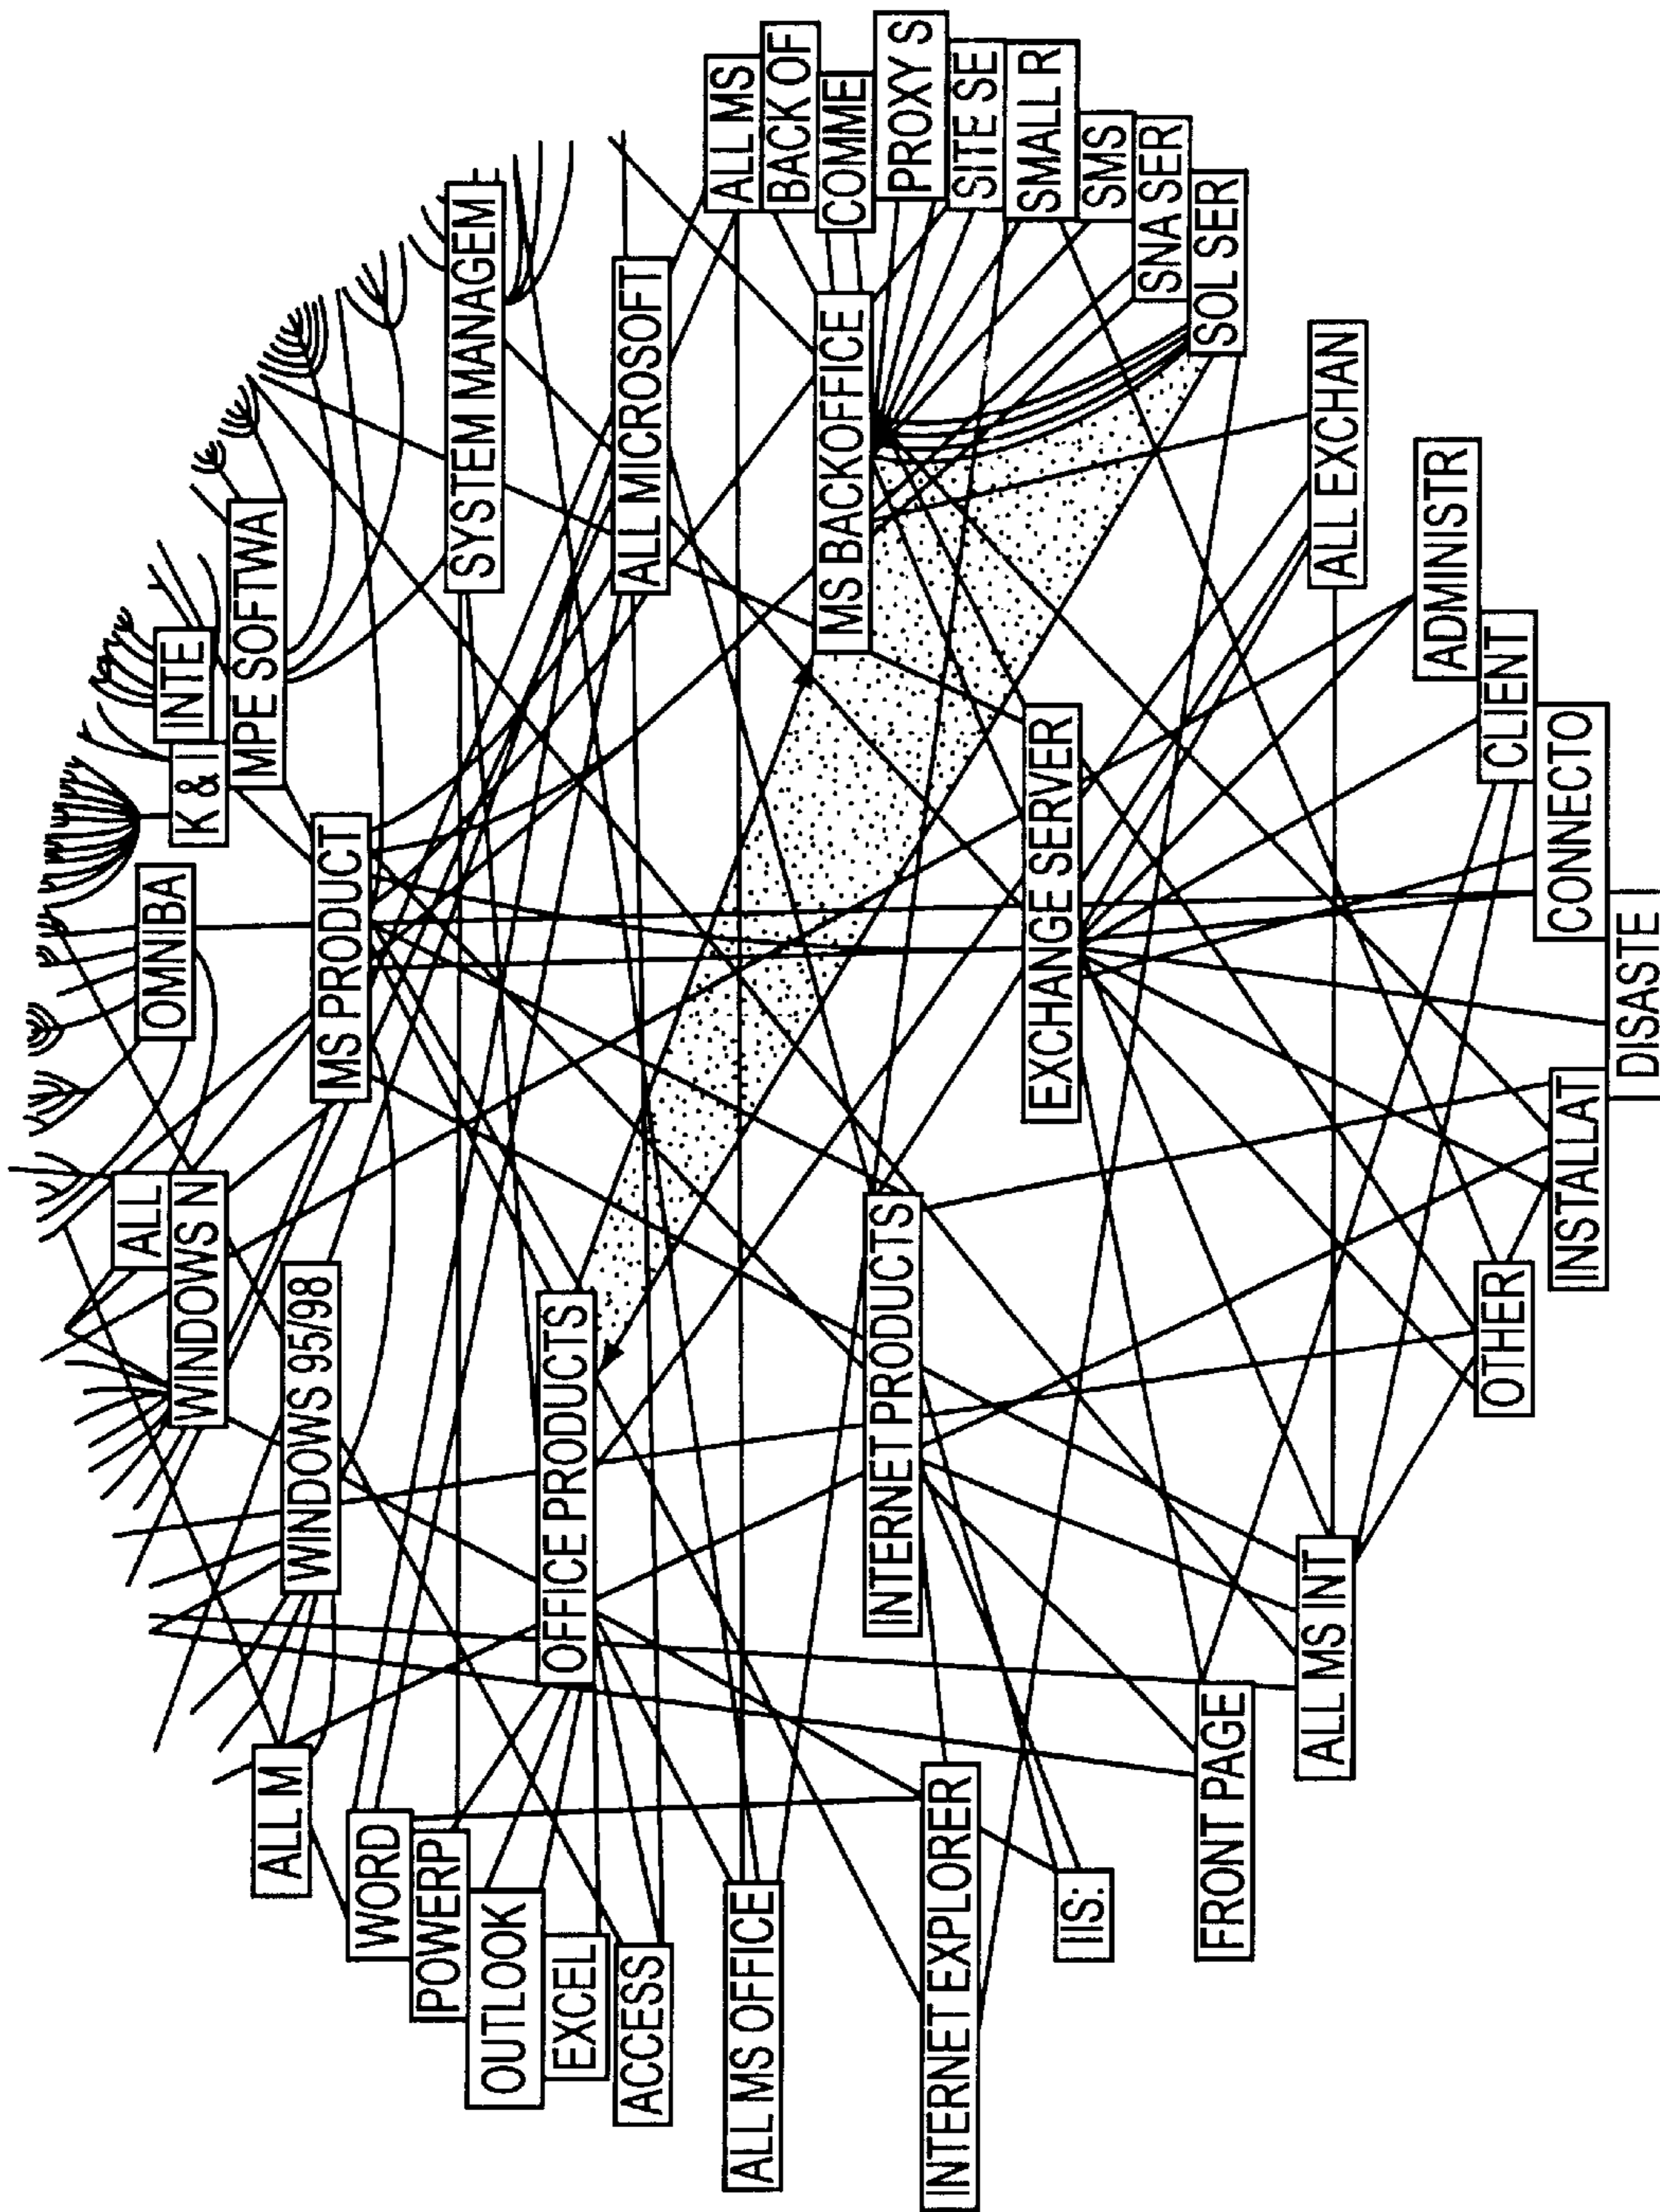 ALL M
WORD
POWERP
OUTLOOK
EXCEL
ACCESS
ALL MS OFFICE
INTERNET EXPLORER
IIS:
FRONT PAGE
ALL MS INT
OTHER
INSTALLAT
DISASTE
CONNECTO
CLIENT
ADMINISTR
ALL EXCHAN
SOL SER
SNA SER
SMS
SMALL R
SITE SE
PROXY S
COMME
BACK OF
ALL MS
ALL MICROSOFT
SYSTEM MANAGEM
MPE SOFTWA
INTE
K & I
OMNIBA
MS PRODUCT
ALL
WINDOWS N
WINDOWS 95/98
OFFICE PRODUCTS
INTERNET PRODUCTS
EXCHANGE SERVER
MS BACKOFFICE